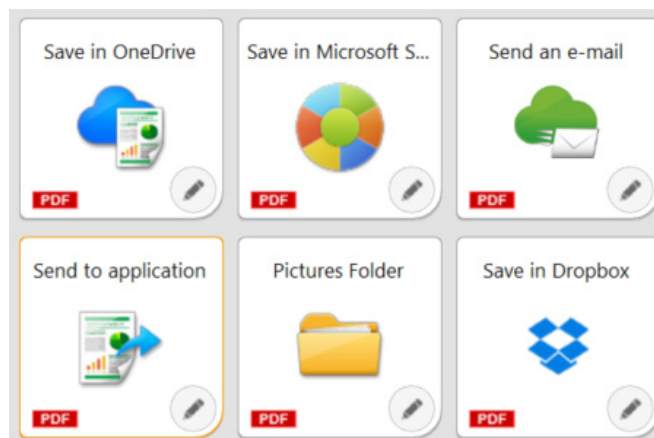 Save in OneDrive
Save in Microsoft S...
Send an e-mail
PDF
PDF
PDF
Send to application
Pictures Folder
Save in Dropbox
PDF
PDF
PDF